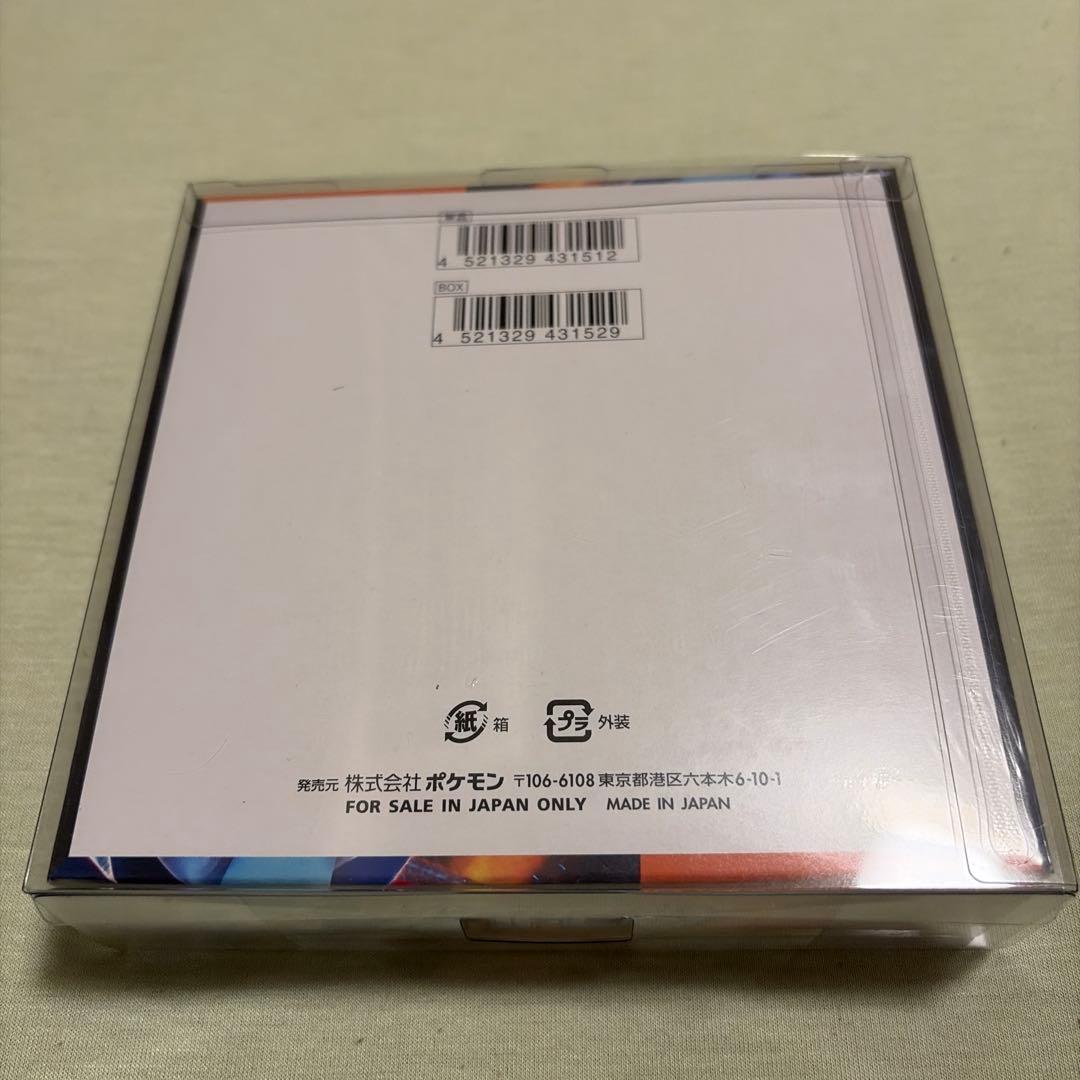 4 521329 431512
BOX
4 521329 431529
紙 箱 プラ 外装
発売元 株式会社 ポケモン 〒106-6108 東京都港区六本木6-10-1
FOR SALE IN JAPAN ONLY MADE IN JAPAN